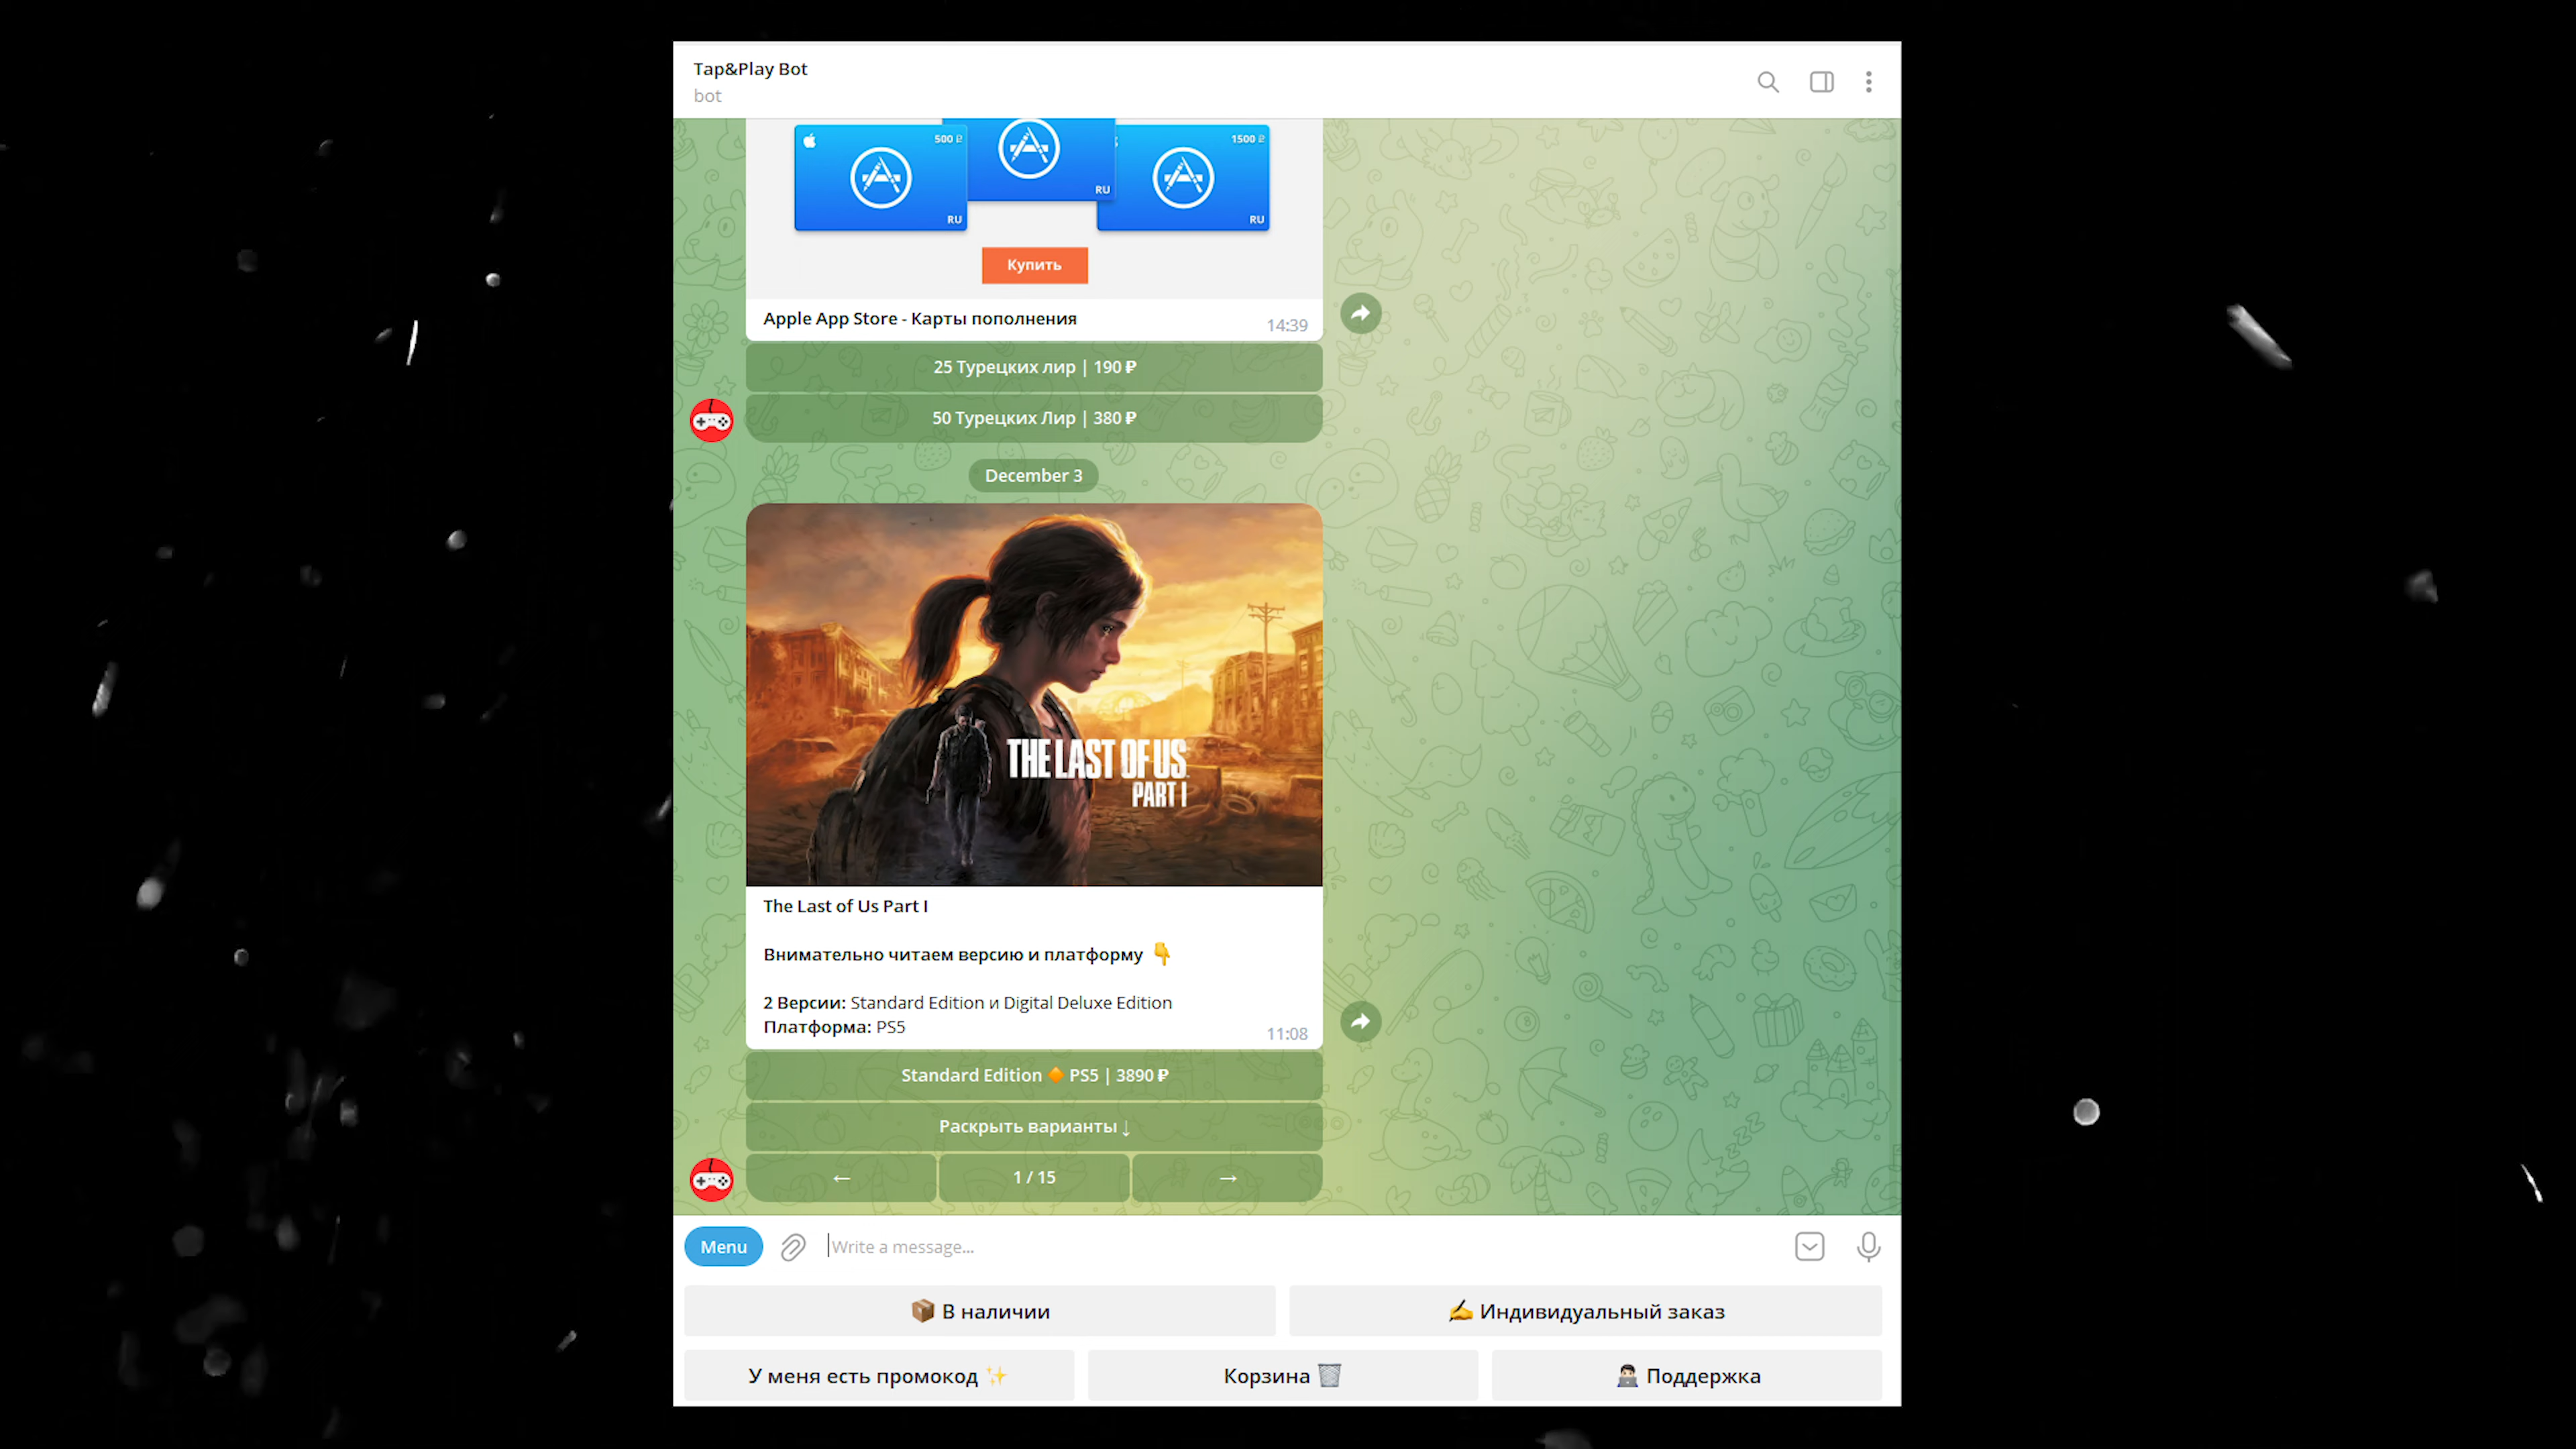 Tap&Play Bot
bot
500 ₽
1500 ₽
RU
RU
RU
Купить
Apple App Store - Карты пополнения
14:39
25 Турецких лир | 190 ₽
50 Турецких Лир | 380 ₽
December 3
THE LAST OF US
PART I
The Last of Us Part I
Внимательно читаем версию и платформу 👇
2 Версии: Standard Edition и Digital Deluxe Edition
Платформа: PS5
11:08
Standard Edition 🔸 PS5 | 3890 ₽
Раскрыть варианты ↓
← 1 / 15 →
Menu
Write a message...
📦 В наличии
✍️ Индивидуальный заказ
У меня есть промокод ✨
Корзина 🗑️
👨🏻‍💻 Поддержка